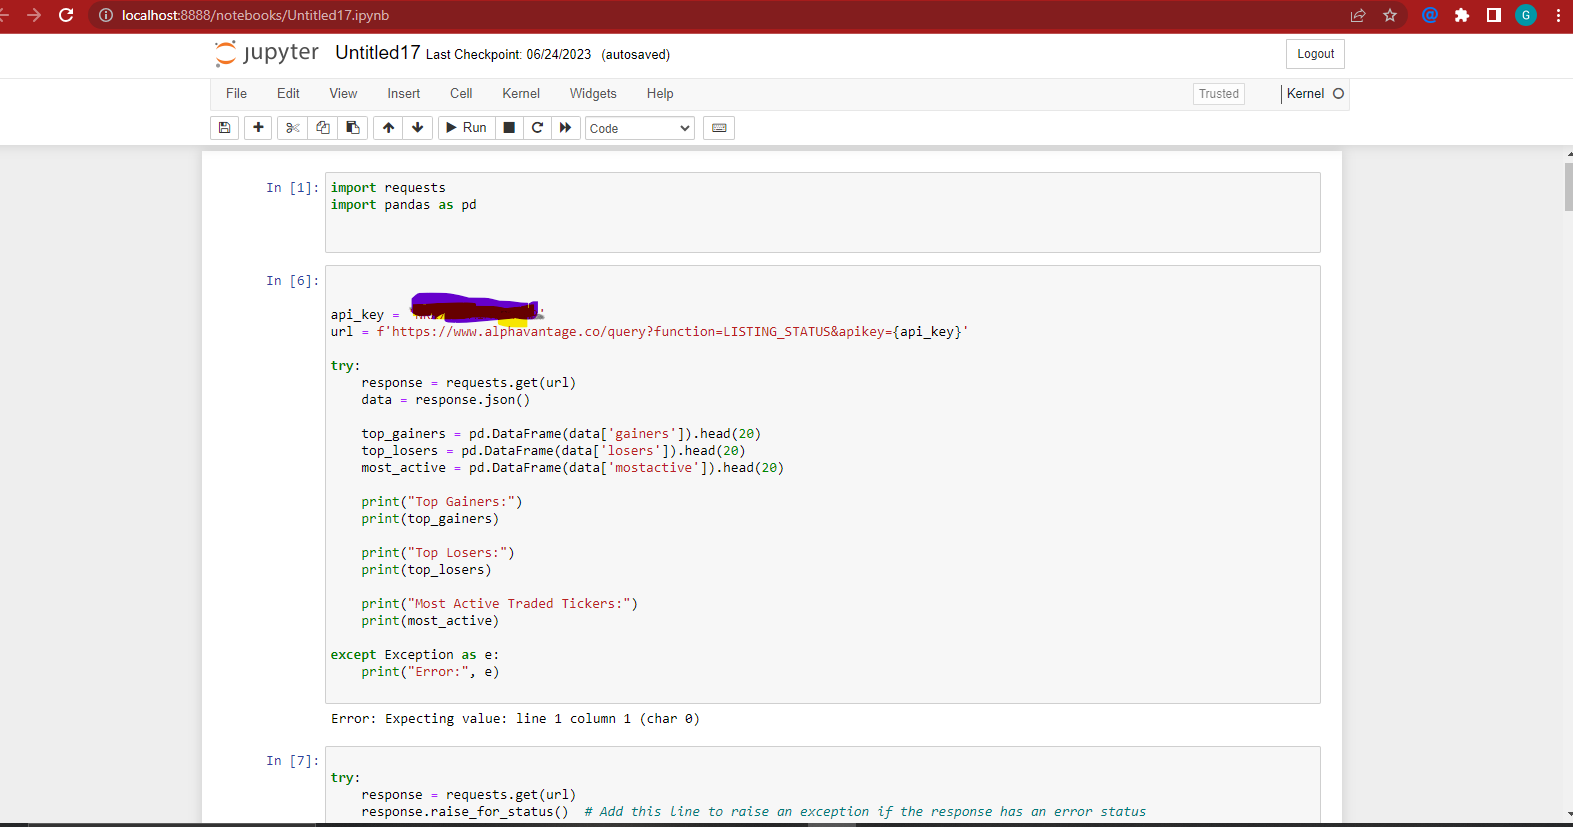 localhost:8888/notebooks/Untitled17.ipynb
G
jupyter Untitled17 Last Checkpoint: 06/24/2023 (autosaved)
Logout
File Edit View Insert Cell Kernel Widgets Help
Trusted
Kernel
Run
Code
In [1]:
import requests
import pandas as pd
In [6]:
api_key = '
url = f'https://www.alphavantage.co/query?function=LISTING_STATUS&apikey={api_key}'
try:
    response = requests.get(url)
    data = response.json()
    top_gainers = pd.DataFrame(data['gainers']).head(20)
    top_losers = pd.DataFrame(data['losers']).head(20)
    most_active = pd.DataFrame(data['mostactive']).head(20)
    print("Top Gainers:")
    print(top_gainers)
    print("Top Losers:")
    print(top_losers)
    print("Most Active Traded Tickers:")
    print(most_active)
except Exception as e:
    print("Error:", e)
Error: Expecting value: line 1 column 1 (char 0)
In [7]:
try:
    response = requests.get(url)
    response.raise_for_status()  # Add this line to raise an exception if the response has an error status